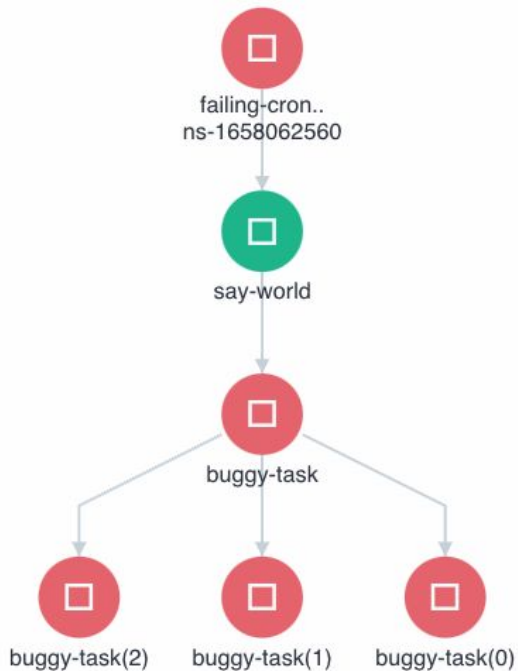 failing-cron..
ns-1658062560
say-world
buggy-task
buggy-task(2)
buggy-task(1)
buggy-task(0)